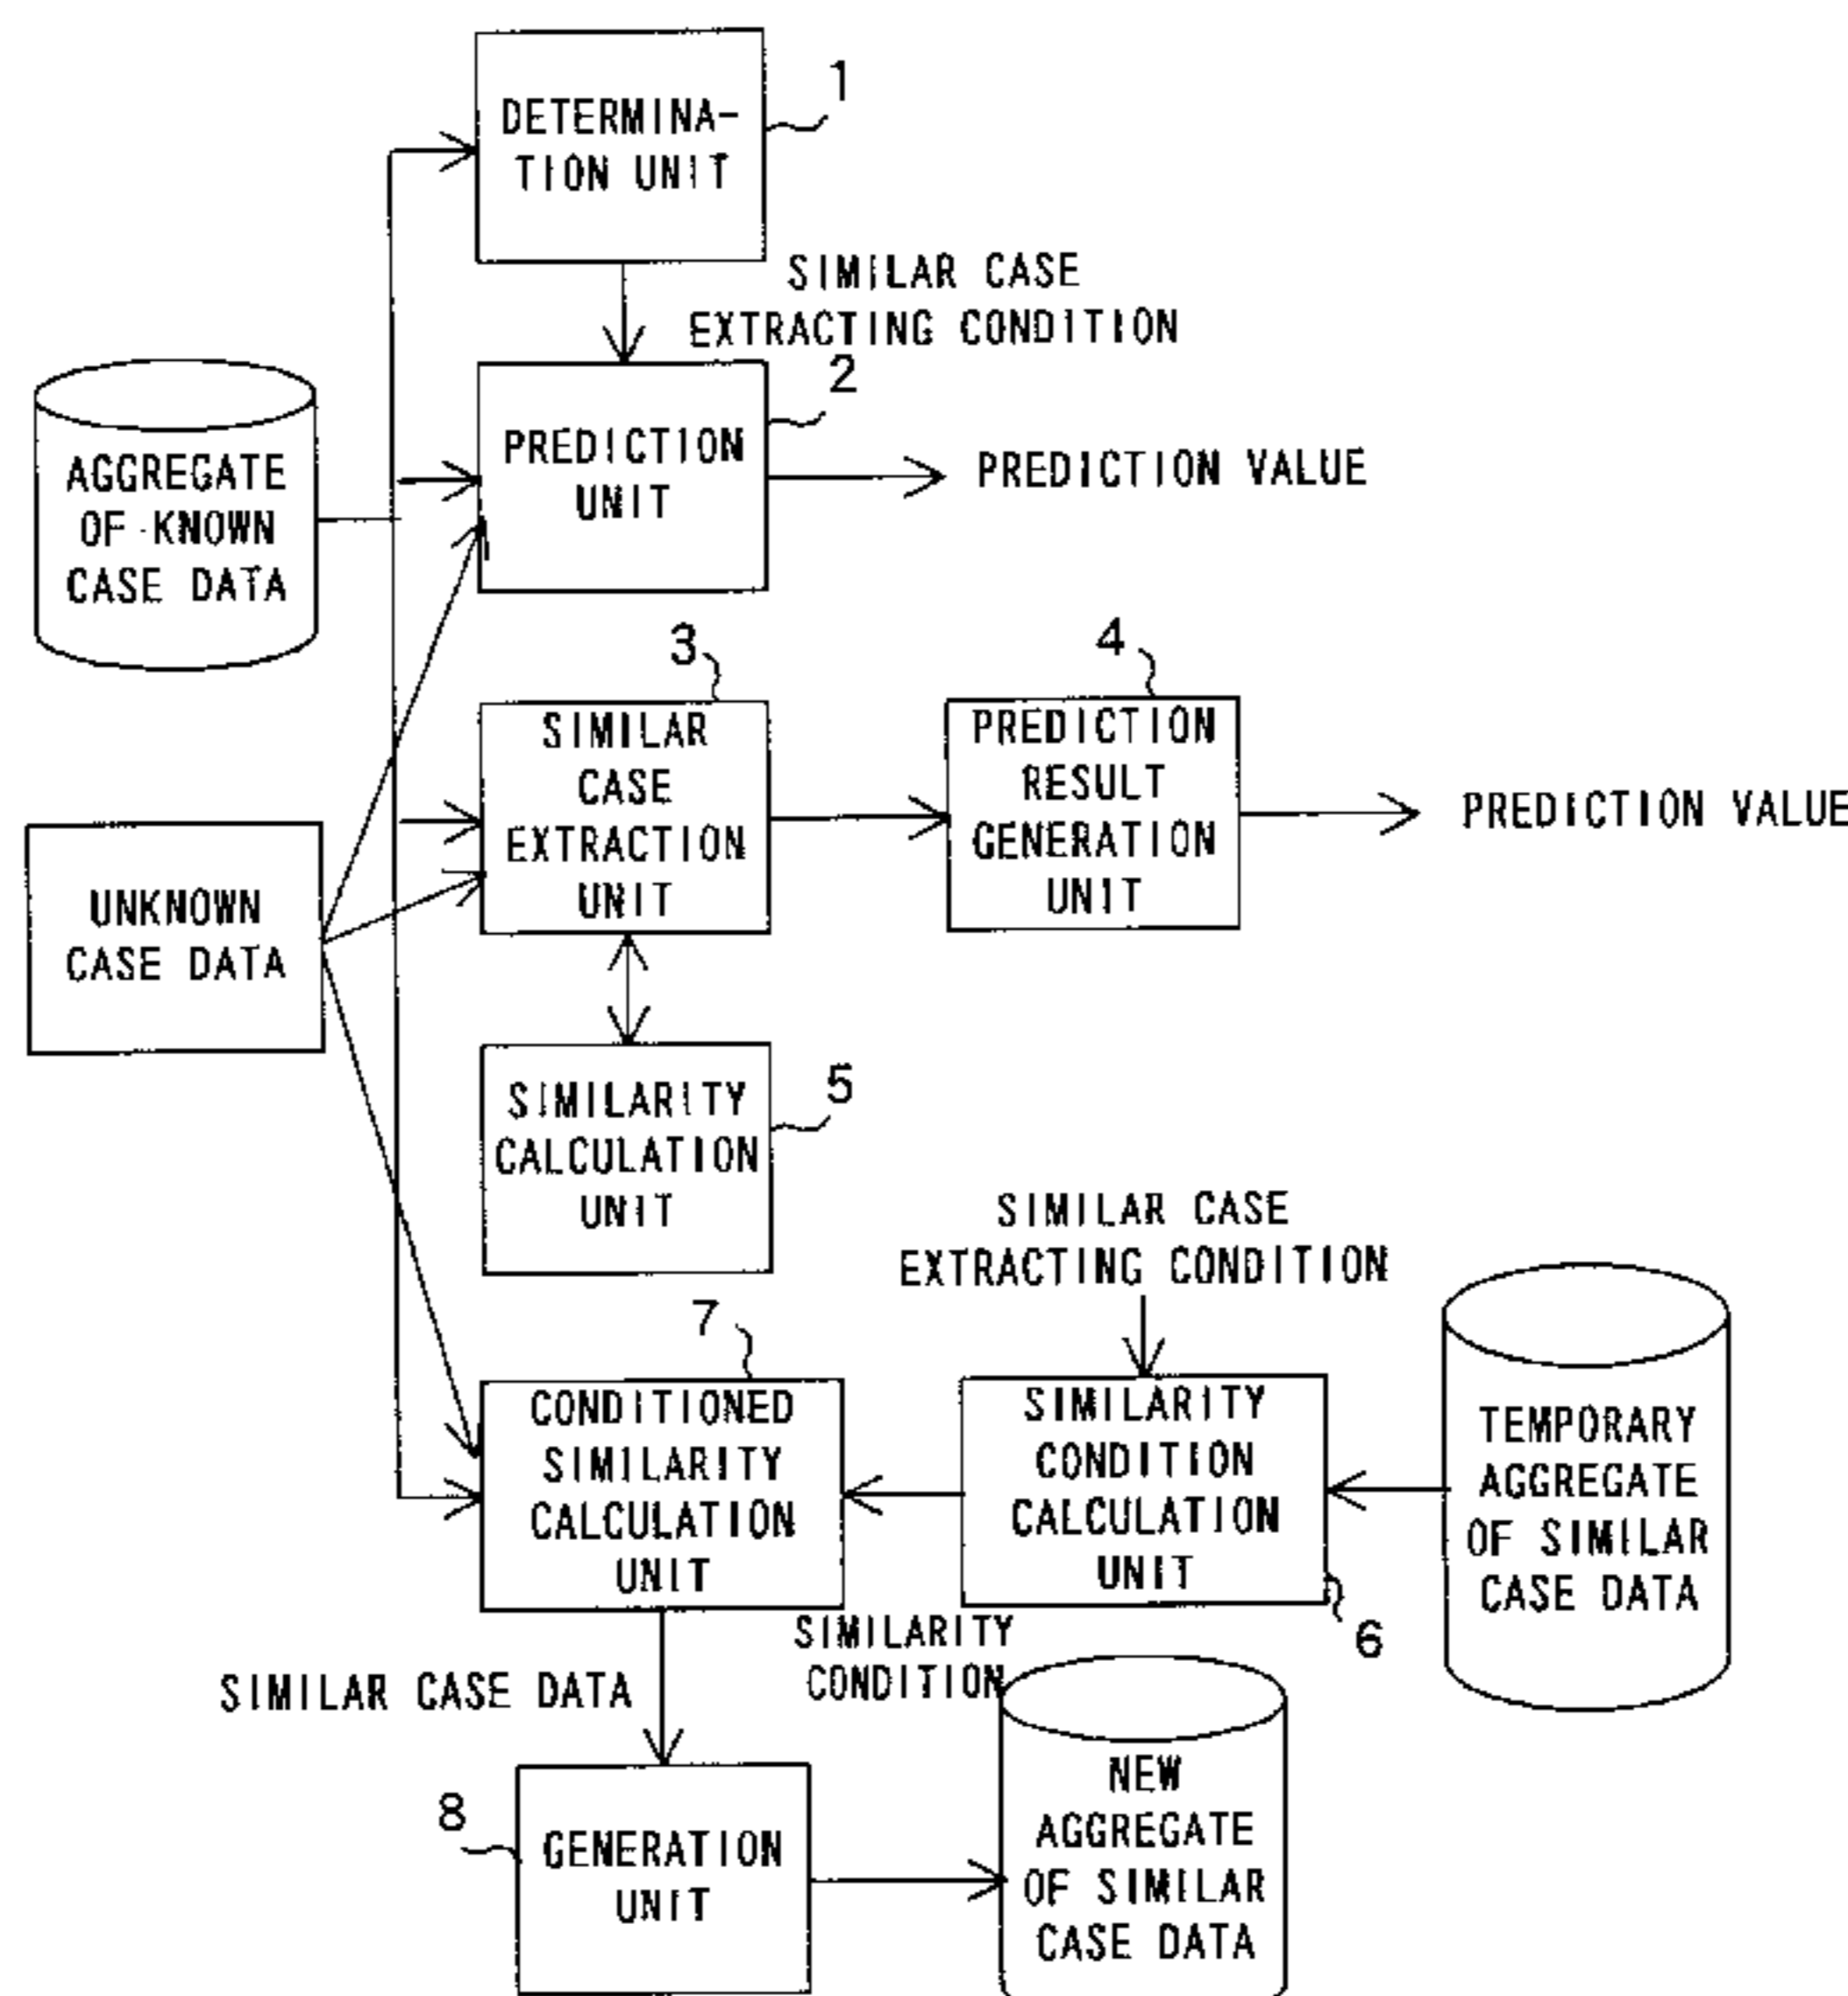 1
DETERMINA-
TION UNIT
SIMILAR CASE
EXTRACTING CONDITION
2
PREDICTION
UNIT
PREDICTION VALUE
AGGREGATE
OF KNOWN
CASE DATA
3
SIMILAR
CASE
EXTRACTION
UNIT
4
PREDICTION
RESULT
GENERATION
UNIT
PREDICTION VALUE
UNKNOWN
CASE DATA
5
SIMILARITY
CALCULATION
UNIT
SIMILAR CASE
EXTRACTING CONDITION
7
CONDITIONED
SIMILARITY
CALCULATION
UNIT
SIMILARITY
CONDITION
CALCULATION
UNIT
6
TEMPORARY
AGGREGATE
OF SIMILAR
CASE DATA
SIMILARITY
CONDITION
SIMILAR CASE DATA
8
GENERATION
UNIT
NEW
AGGREGATE
OF SIMILAR
CASE DATA